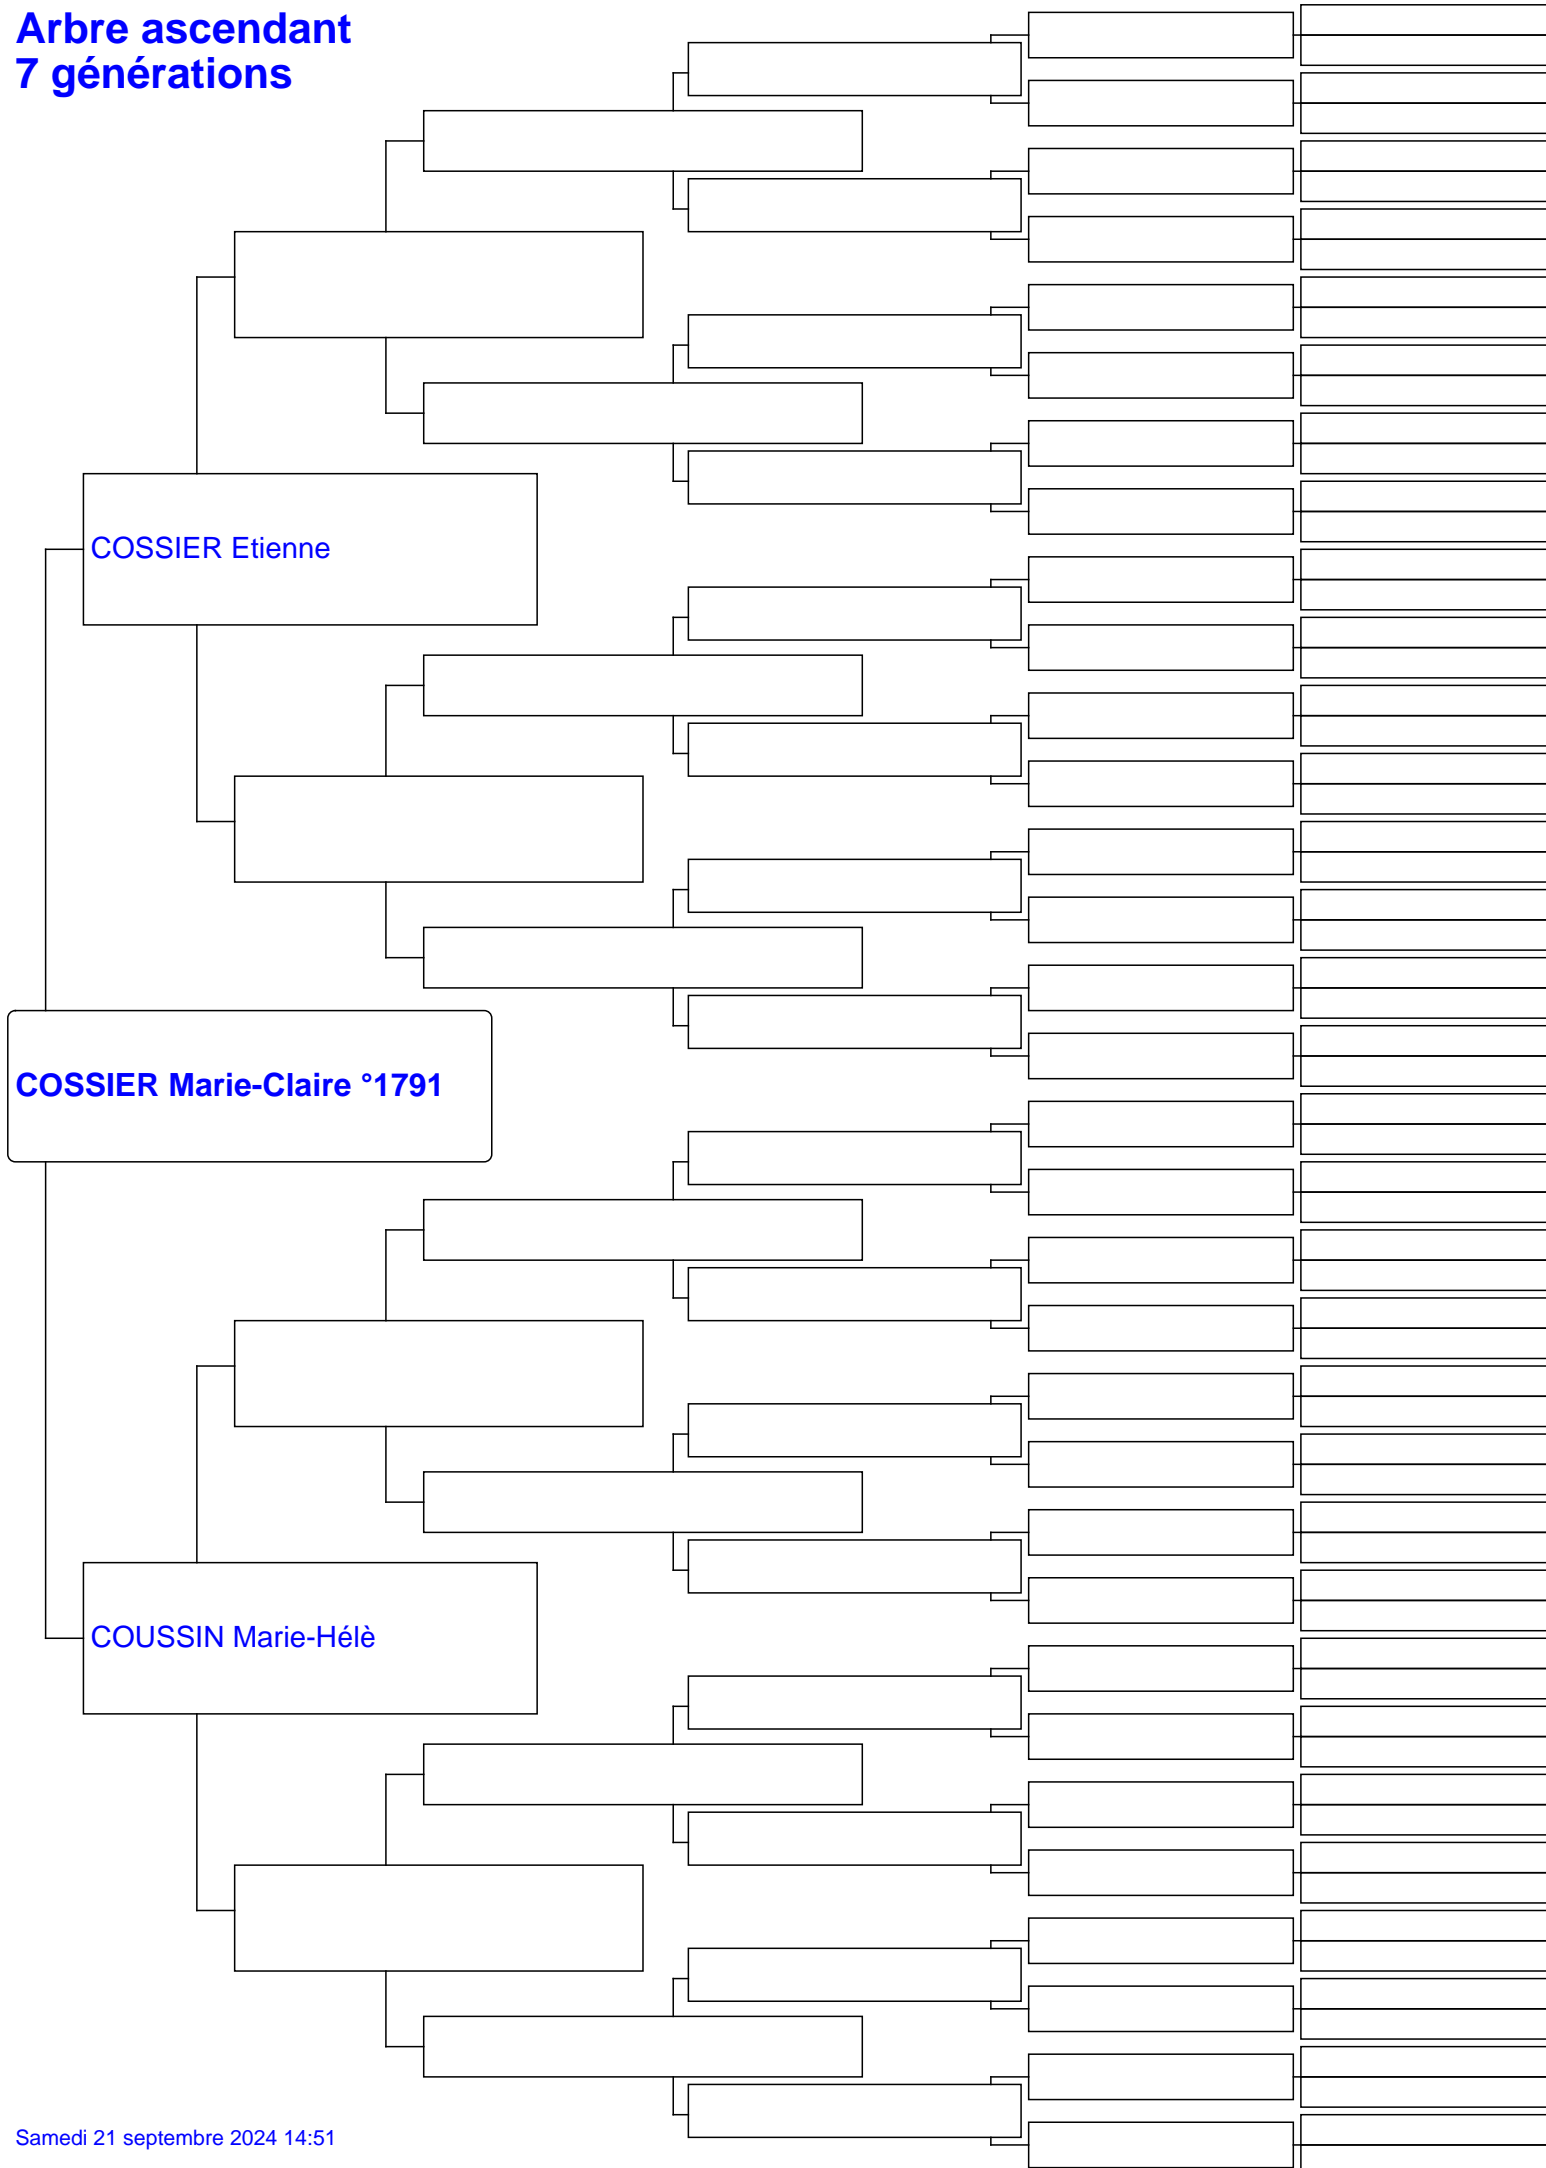 Arbre ascendant
7 générations
COSSIER Etienne
COSSIER Marie-Claire °1791
COUSSIN Marie-Hélè
Samedi 21 septembre 2024 14:51